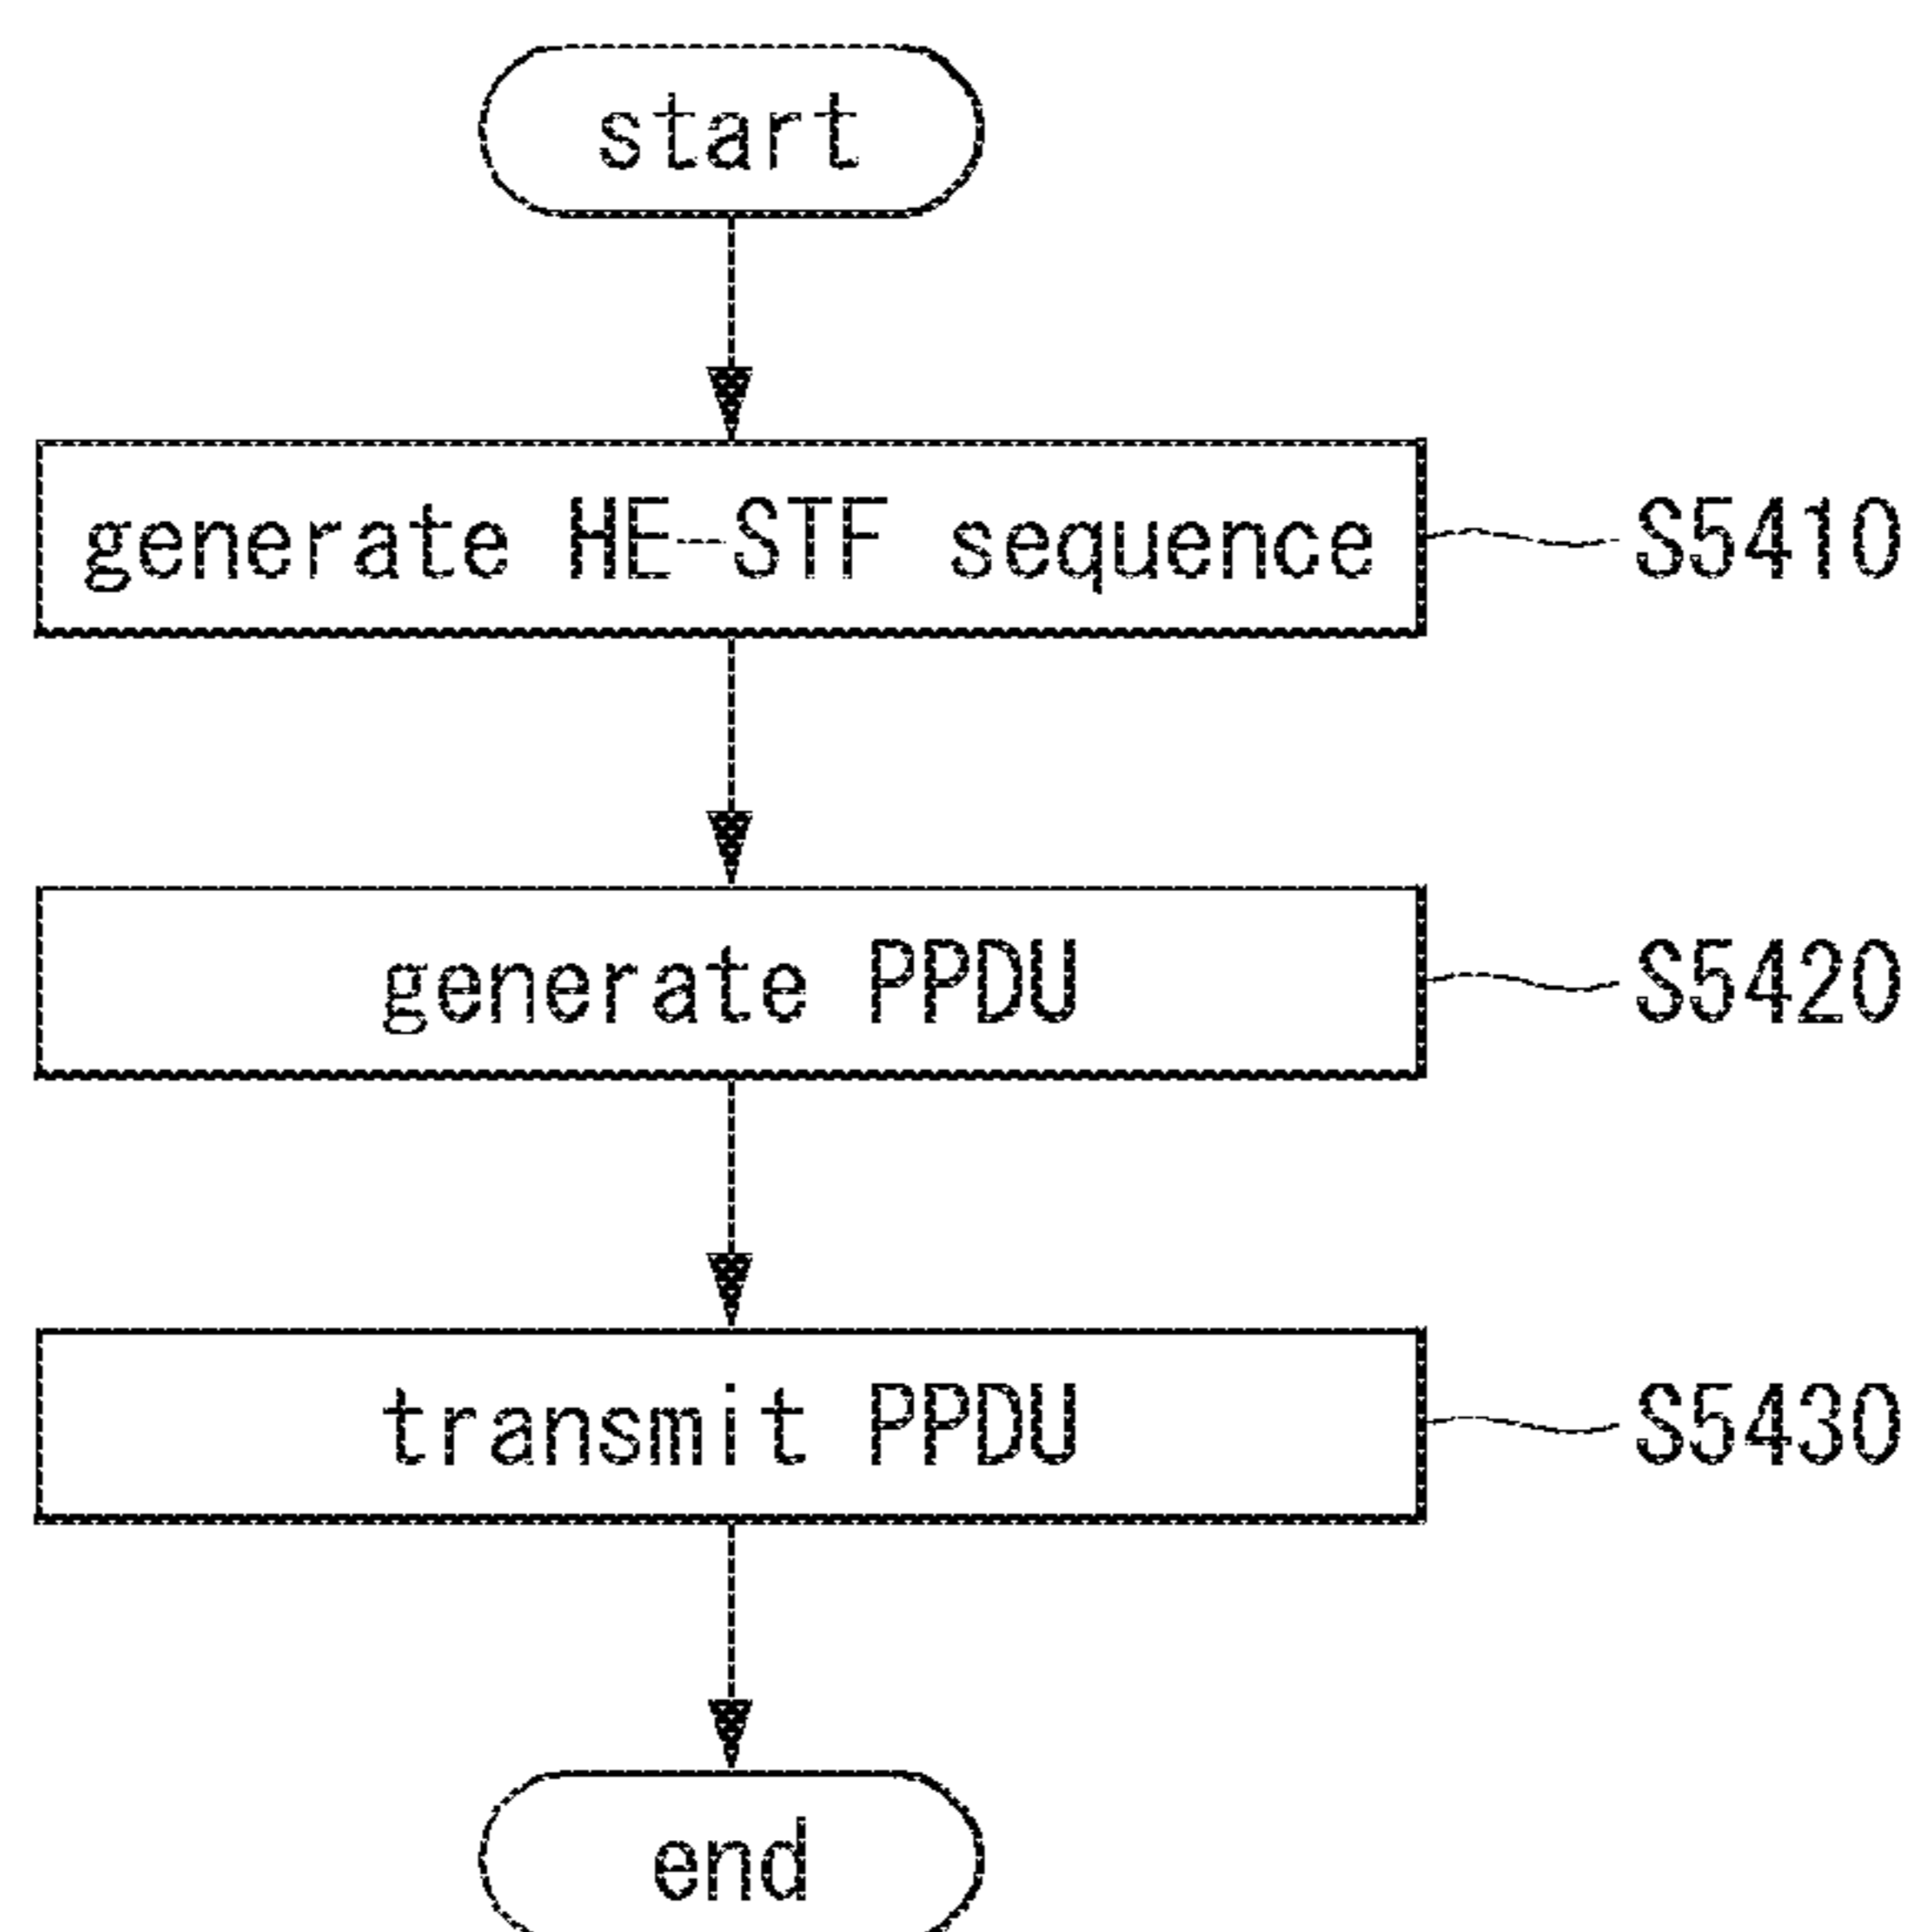 start
generate HE-STF sequence S5410
generate PPDU S5420
transmit PPDU S5430
end